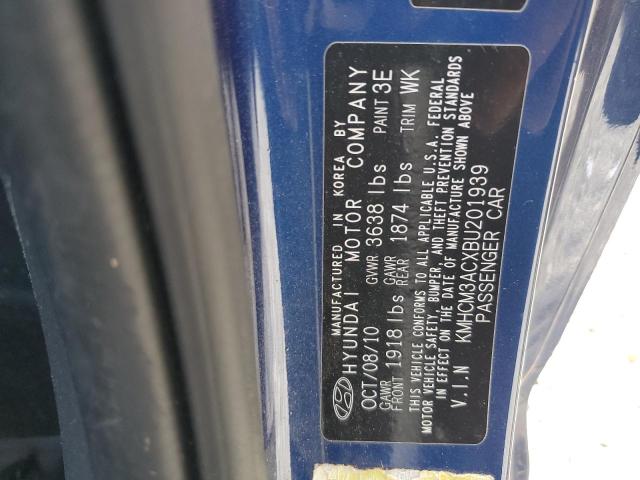 MANUFACTURED IN KOREA BY
HYUNDAI MOTOR COMPANY
OCT/08/10 GVWR 3638 lbs PAINT 3E
GAWR FRONT 1918 lbs GAWR REAR 1874 lbs TRIM WK
THIS VEHICLE CONFORMS TO ALL APPLICABLE U.S.A. FEDERAL
MOTOR VEHICLE SAFETY, BUMPER, AND THEFT PREVENTION STANDARDS
IN EFFECT ON THE DATE OF MANUFACTURE SHOWN ABOVE
V.I.N KMHCM3ACXBU201939
PASSENGER CAR